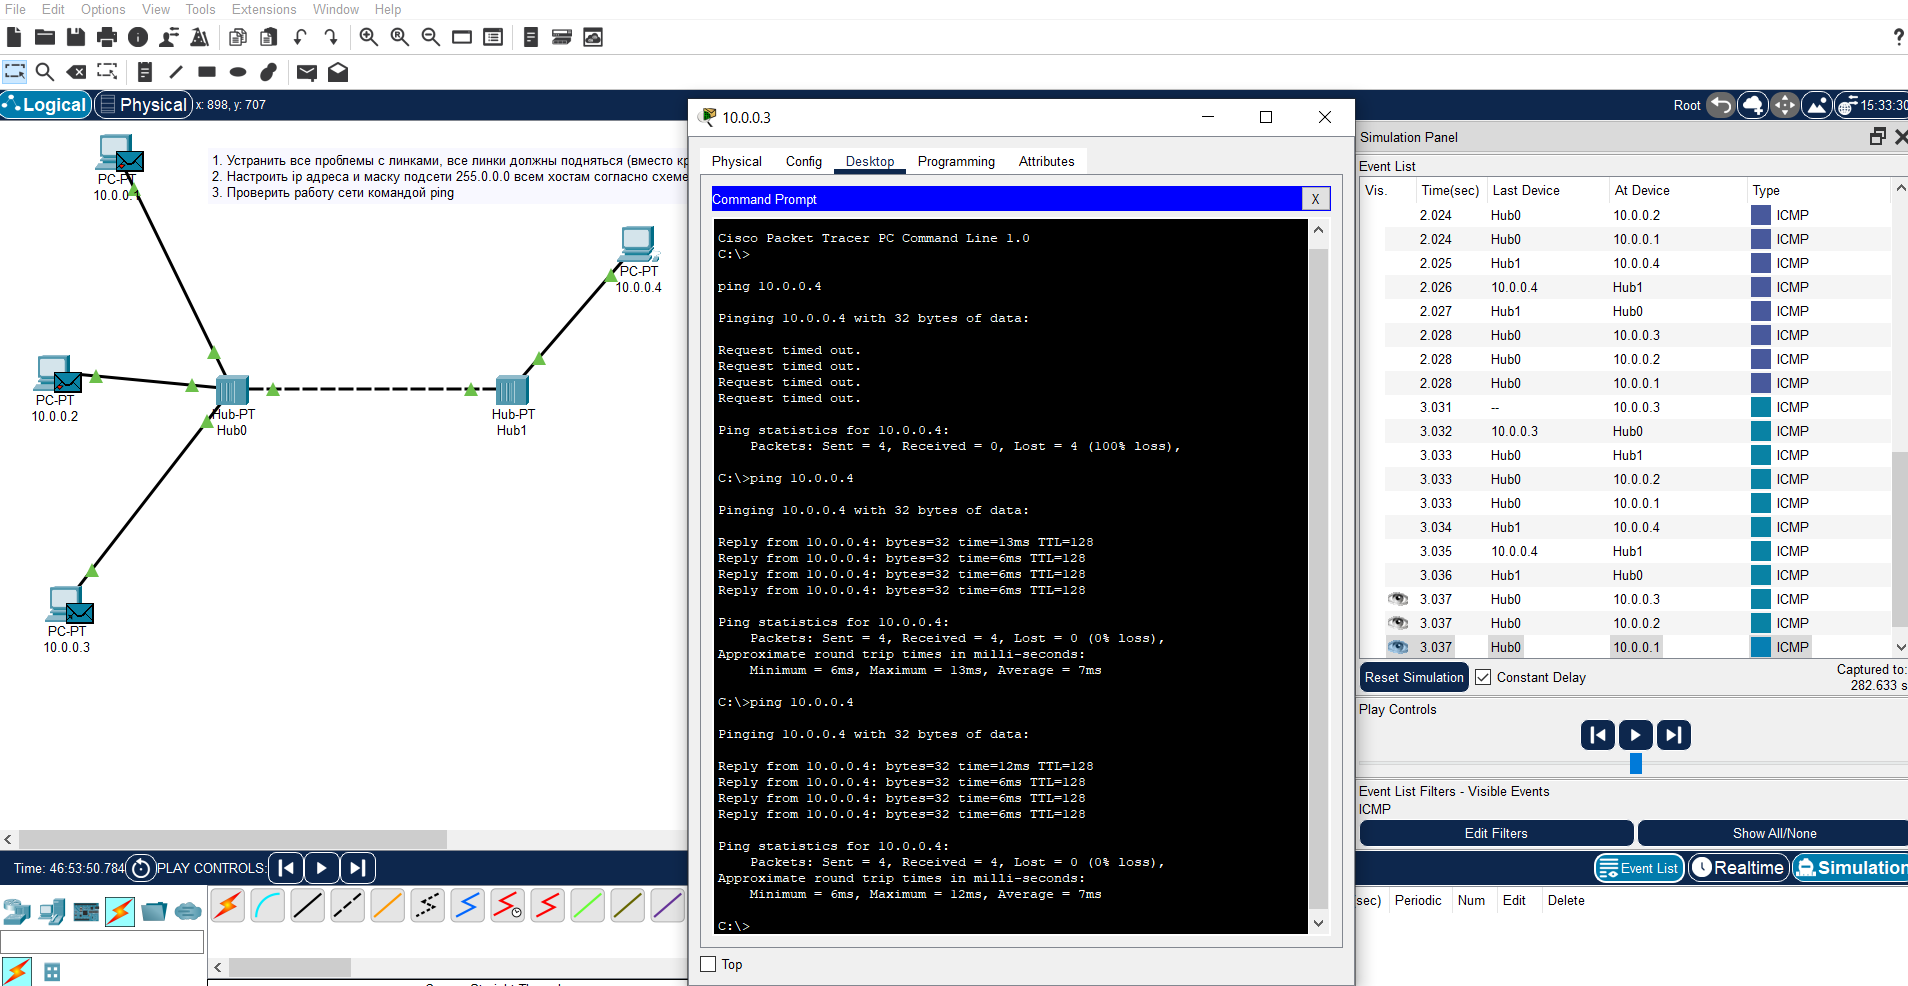 File Edit Options View Tools Extensions Window Help
Logical Physical x: 898, y: 707
Root 15:33:30
PC-PT
10.0.0.1
1. Устранить все проблемы с линками, все линки должны подняться (вместо кр
2. Настроить ip адреса и маску подсети 255.0.0.0 всем хостам согласно схеме
3. Проверить работу сети командой ping
PC-PT
10.0.0.4
PC-PT
10.0.0.2
Hub-PT
Hub0
Hub-PT
Hub1
PC-PT
10.0.0.3
Time: 46:53:50.784 PLAY CONTROLS:
10.0.0.3
Physical Config Desktop Programming Attributes
Command Prompt X
Cisco Packet Tracer PC Command Line 1.0
C:\>
ping 10.0.0.4
Pinging 10.0.0.4 with 32 bytes of data:
Request timed out.
Request timed out.
Request timed out.
Request timed out.
Ping statistics for 10.0.0.4:
Packets: Sent = 4, Received = 0, Lost = 4 (100% loss),
C:\>ping 10.0.0.4
Pinging 10.0.0.4 with 32 bytes of data:
Reply from 10.0.0.4: bytes=32 time=13ms TTL=128
Reply from 10.0.0.4: bytes=32 time=6ms TTL=128
Reply from 10.0.0.4: bytes=32 time=6ms TTL=128
Reply from 10.0.0.4: bytes=32 time=6ms TTL=128
Ping statistics for 10.0.0.4:
Packets: Sent = 4, Received = 4, Lost = 0 (0% loss),
Approximate round trip times in milli-seconds:
Minimum = 6ms, Maximum = 13ms, Average = 7ms
C:\>ping 10.0.0.4
Pinging 10.0.0.4 with 32 bytes of data:
Reply from 10.0.0.4: bytes=32 time=12ms TTL=128
Reply from 10.0.0.4: bytes=32 time=6ms TTL=128
Reply from 10.0.0.4: bytes=32 time=6ms TTL=128
Reply from 10.0.0.4: bytes=32 time=6ms TTL=128
Ping statistics for 10.0.0.4:
Packets: Sent = 4, Received = 4, Lost = 0 (0% loss),
Approximate round trip times in milli-seconds:
Minimum = 6ms, Maximum = 12ms, Average = 7ms
C:\>
Top
Simulation Panel
Event List
Vis. Time(sec) Last Device At Device Type
2.024 Hub0 10.0.0.2 ICMP
2.024 Hub0 10.0.0.1 ICMP
2.025 Hub1 10.0.0.4 ICMP
2.026 10.0.0.4 Hub1 ICMP
2.027 Hub1 Hub0 ICMP
2.028 Hub0 10.0.0.3 ICMP
2.028 Hub0 10.0.0.2 ICMP
2.028 Hub0 10.0.0.1 ICMP
3.031 -- 10.0.0.3 ICMP
3.032 10.0.0.3 Hub0 ICMP
3.033 Hub0 Hub1 ICMP
3.033 Hub0 10.0.0.2 ICMP
3.033 Hub0 10.0.0.1 ICMP
3.034 Hub1 10.0.0.4 ICMP
3.035 10.0.0.4 Hub1 ICMP
3.036 Hub1 Hub0 ICMP
3.037 Hub0 10.0.0.3 ICMP
3.037 Hub0 10.0.0.2 ICMP
3.037 Hub0 10.0.0.1 ICMP
Reset Simulation Constant Delay Captured to:
282.633 s
Play Controls
Event List Filters - Visible Events
ICMP
Edit Filters Show All/None
Event List Realtime Simulation
sec) Periodic Num Edit Delete